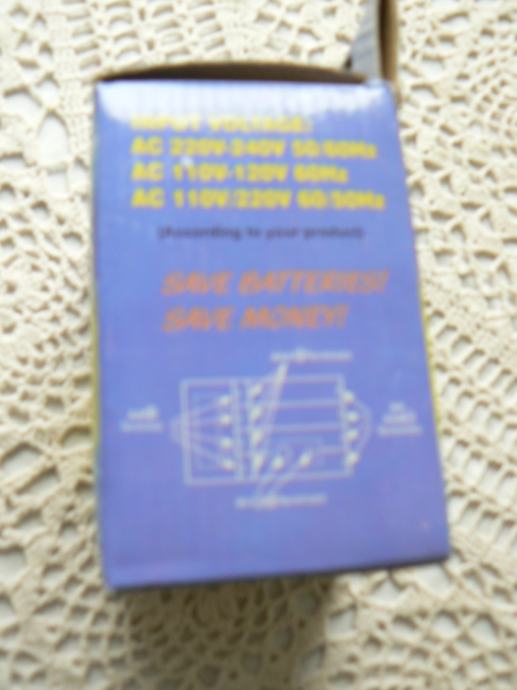 INPUT VOLTAGE:
AC 220V-240V 50/60Hz
AC 110V-120V 60Hz
AC 110V/220V 60/50Hz
(According to your product)
SAVE BATTERIES!
SAVE MONEY!